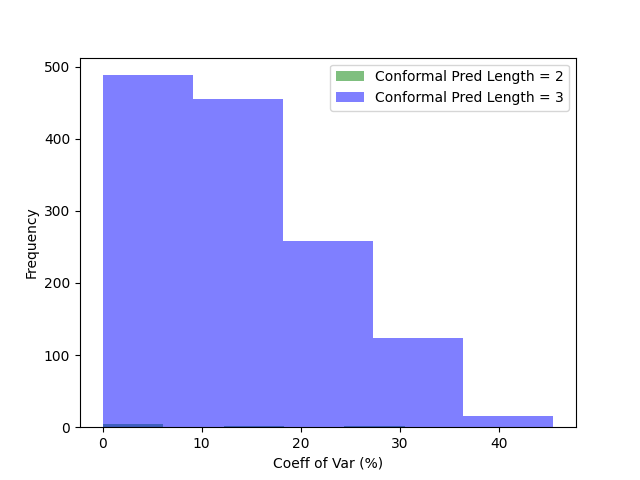 Conformal Pred Length = 2
Conformal Pred Length = 3
500
400
300
200
100
0
Frequency
0 10 20 30 40
Coeff of Var (%)